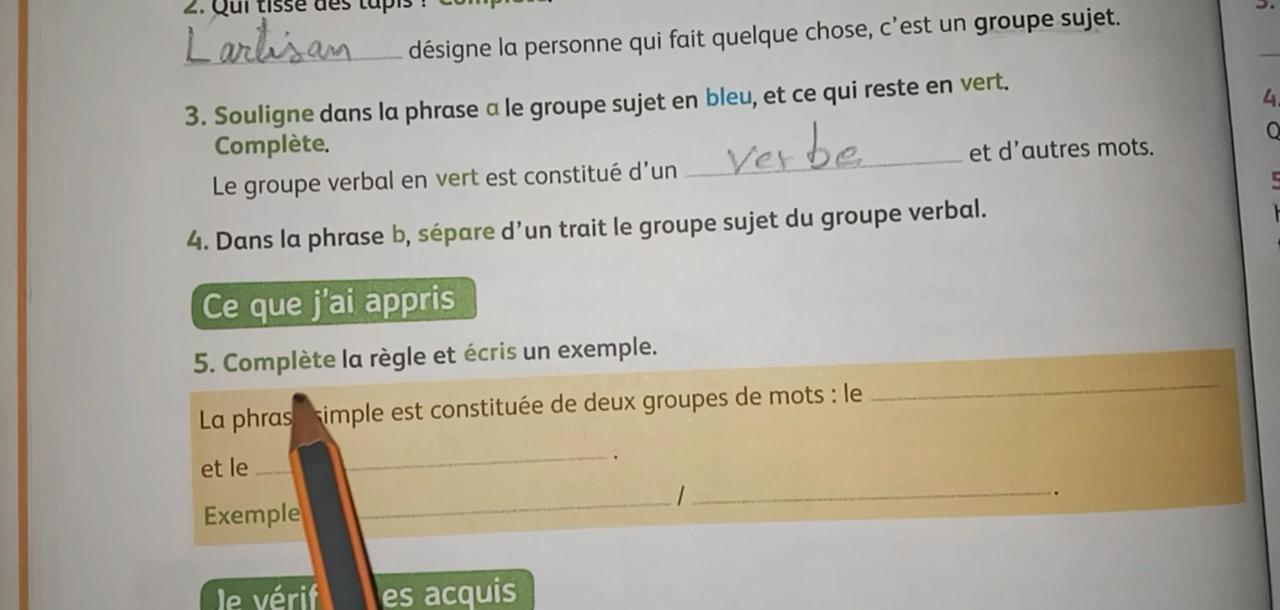 2. Qui tisse des tapis ?
L'artisan désigne la personne qui fait quelque chose, c'est un groupe sujet.
3. Souligne dans la phrase a le groupe sujet en bleu, et ce qui reste en vert.
Complète.
Le groupe verbal en vert est constitué d'un verbe et d'autres mots.
4. Dans la phrase b, sépare d'un trait le groupe sujet du groupe verbal.
Ce que j'ai appris
5. Complète la règle et écris un exemple.
La phras simple est constituée de deux groupes de mots : le
et le .
Exemple / .
Je vérif es acquis
3.
4.
Q
5